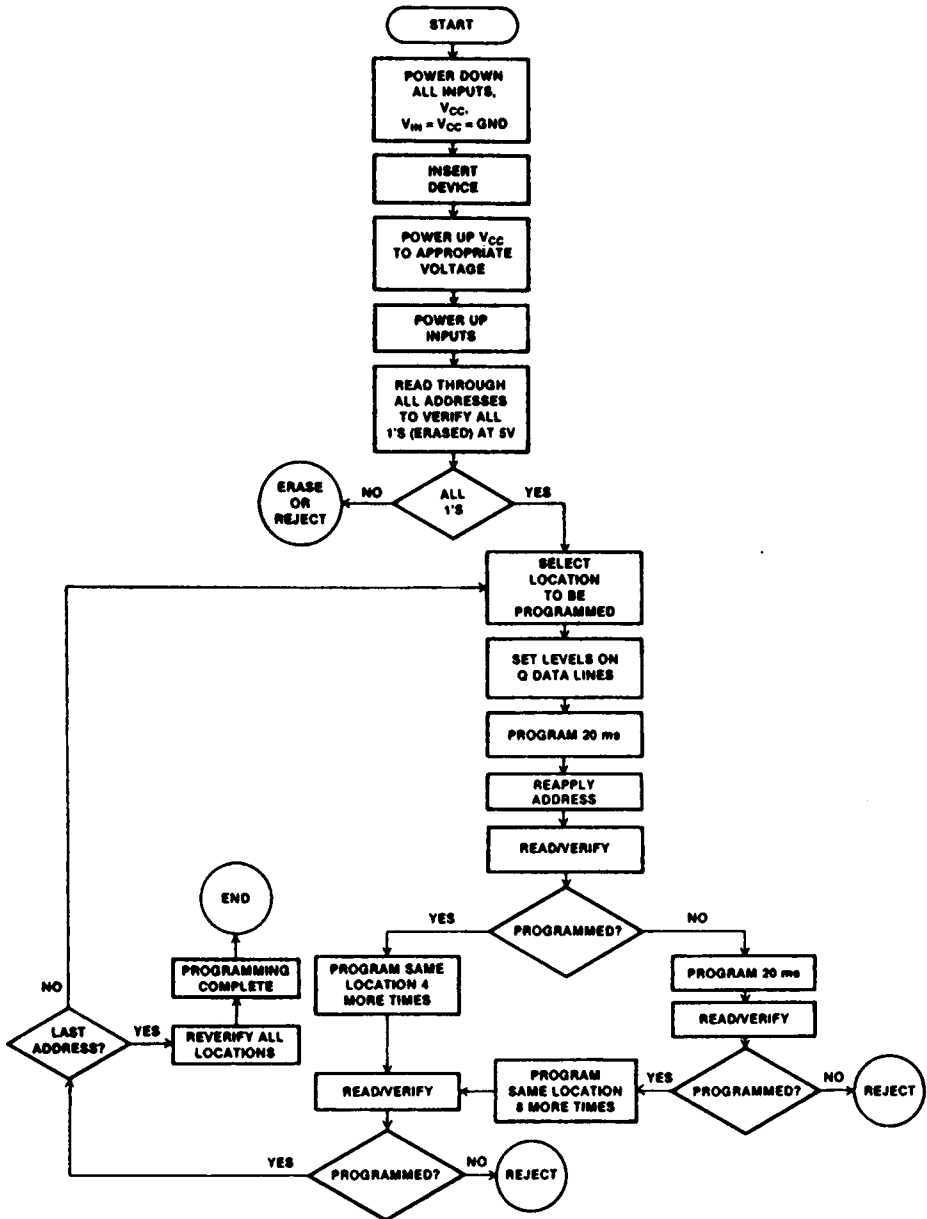 START
POWER DOWN
ALL INPUTS,
VCC,
VIN = VCC = GND
INSERT
DEVICE
POWER UP VCC
TO APPROPRIATE
VOLTAGE
POWER UP
INPUTS
READ THROUGH
ALL ADDRESSES
TO VERIFY ALL
1'S (ERASED) AT 5V
ERASE
OR
REJECT
NO
ALL
1'S
YES
SELECT
LOCATION
TO BE
PROGRAMMED
SET LEVELS ON
Q DATA LINES
PROGRAM 20 ms
REAPPLY
ADDRESS
READ/VERIFY
PROGRAMMED?
YES
NO
PROGRAM SAME
LOCATION 4
MORE TIMES
PROGRAM 20 ms
READ/VERIFY
PROGRAMMED?
NO
REJECT
YES
PROGRAM
SAME LOCATION
8 MORE TIMES
READ/VERIFY
PROGRAMMED?
NO
REJECT
YES
LAST
ADDRESS?
NO
YES
REVERIFY ALL
LOCATIONS
PROGRAMMING
COMPLETE
END